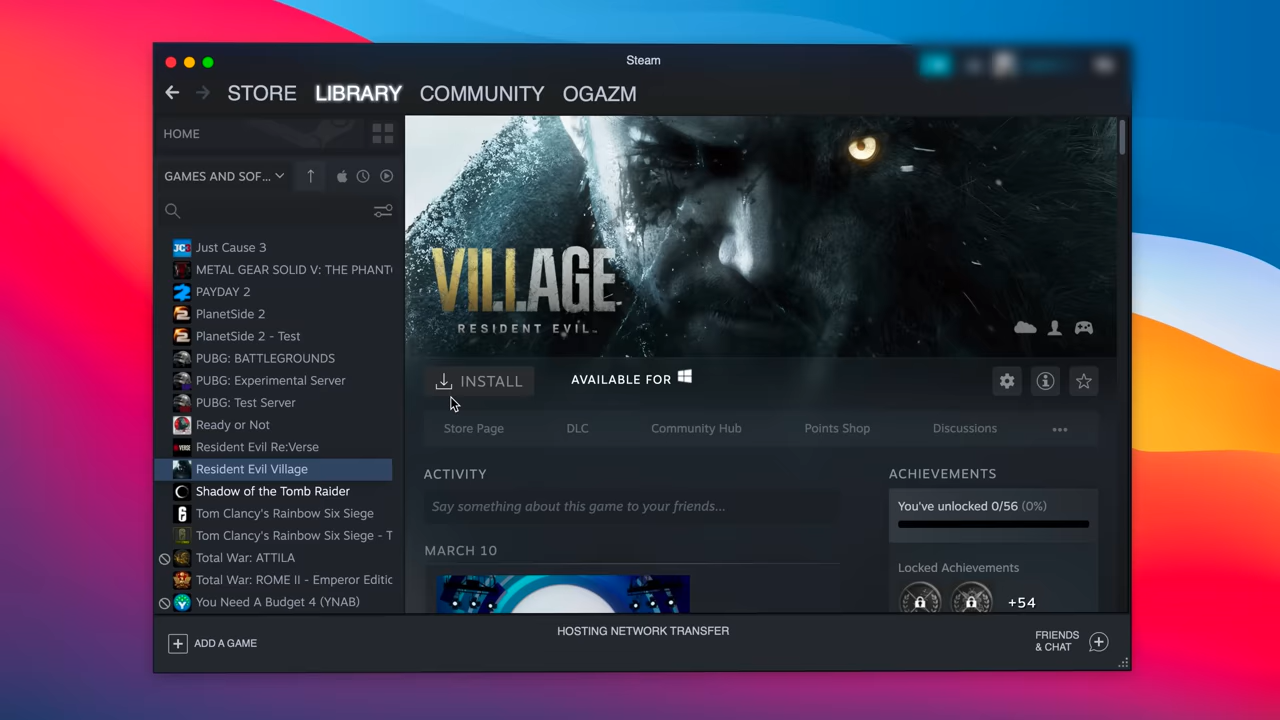 Steam
STORE LIBRARY COMMUNITY OGAZM
HOME
GAMES AND SOF...
Just Cause 3
METAL GEAR SOLID V: THE PHANT
PAYDAY 2
PlanetSide 2
PlanetSide 2 - Test
PUBG: BATTLEGROUNDS
PUBG: Experimental Server
PUBG: Test Server
Ready or Not
Resident Evil Re:Verse
Resident Evil Village
Shadow of the Tomb Raider
Tom Clancy's Rainbow Six Siege
Tom Clancy's Rainbow Six Siege - T
Total War: ATTILA
Total War: ROME II - Emperor Editic
You Need A Budget 4 (YNAB)
VILLAGE
RESIDENT EVIL
INSTALL
AVAILABLE FOR
Store Page DLC Community Hub Points Shop Discussions ...
ACTIVITY
Say something about this game to your friends...
MARCH 10
ACHIEVEMENTS
You've unlocked 0/56 (0%)
Locked Achievements
+54
ADD A GAME
HOSTING NETWORK TRANSFER
FRIENDS
& CHAT